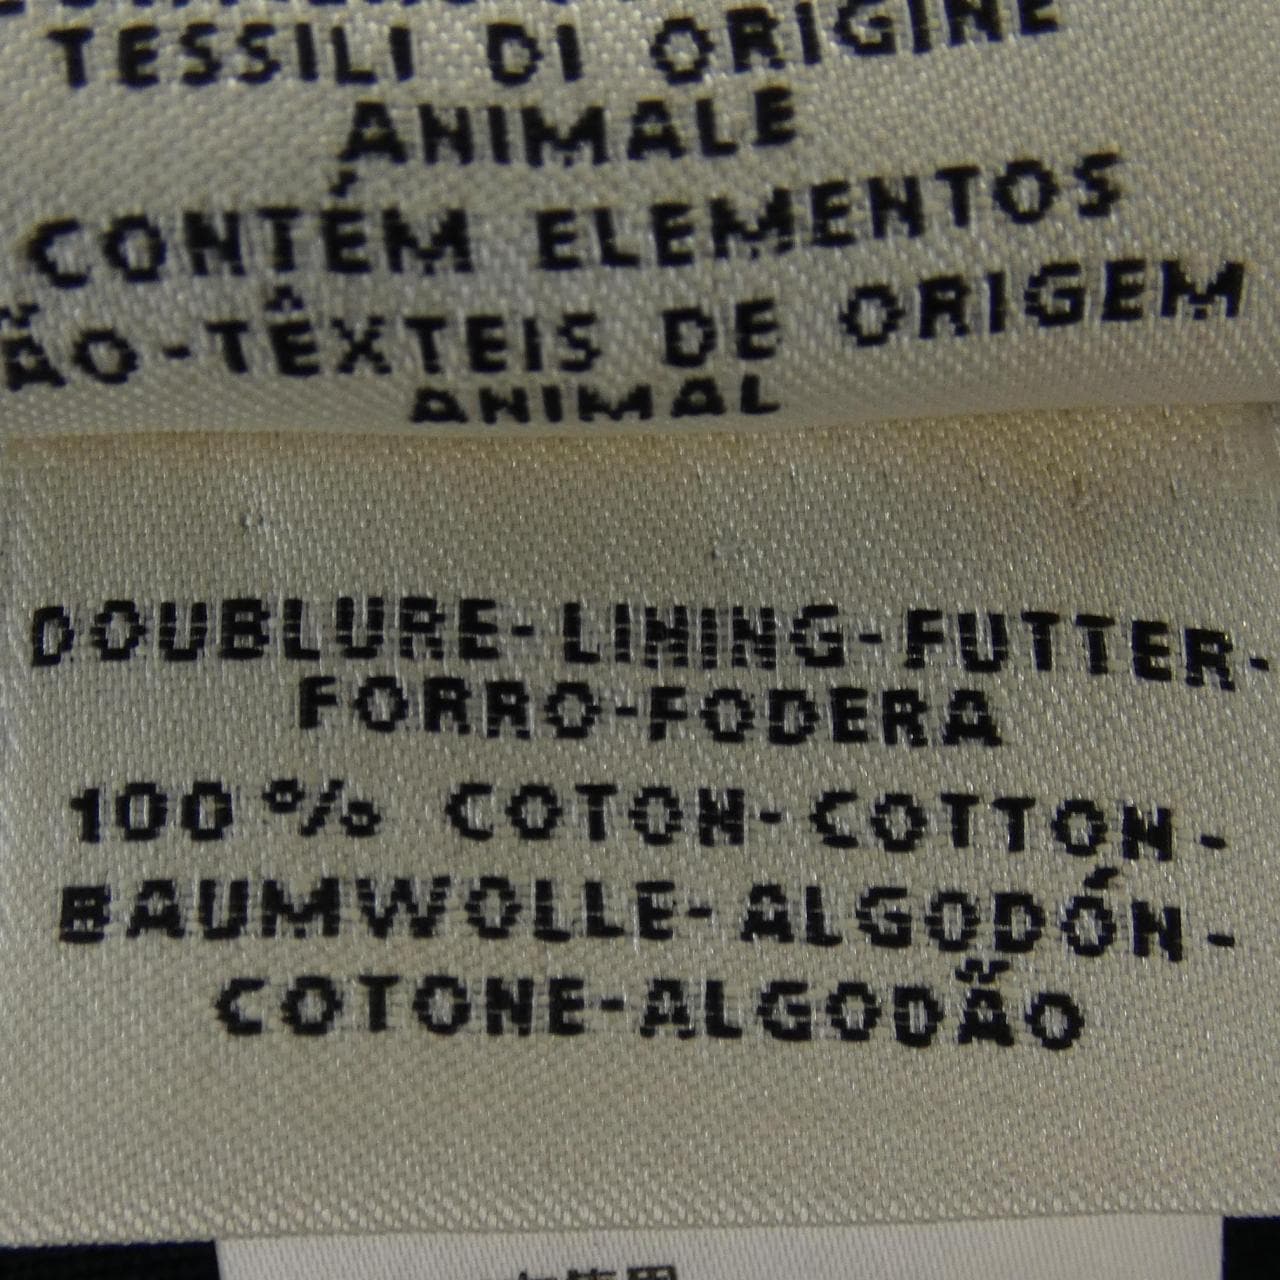 TESSILI DI ORIGINE
ANIMALE
CONTÉM ELEMENTOS
ÃO-TÊXTEIS DE ORIGEM
ANIMAL
DOUBLURE-LINING-FUTTER-
FORRO-FODERA
100% COTON-COTTON-
BAUMWOLLE-ALGODÓN-
COTONE-ALGODÃO